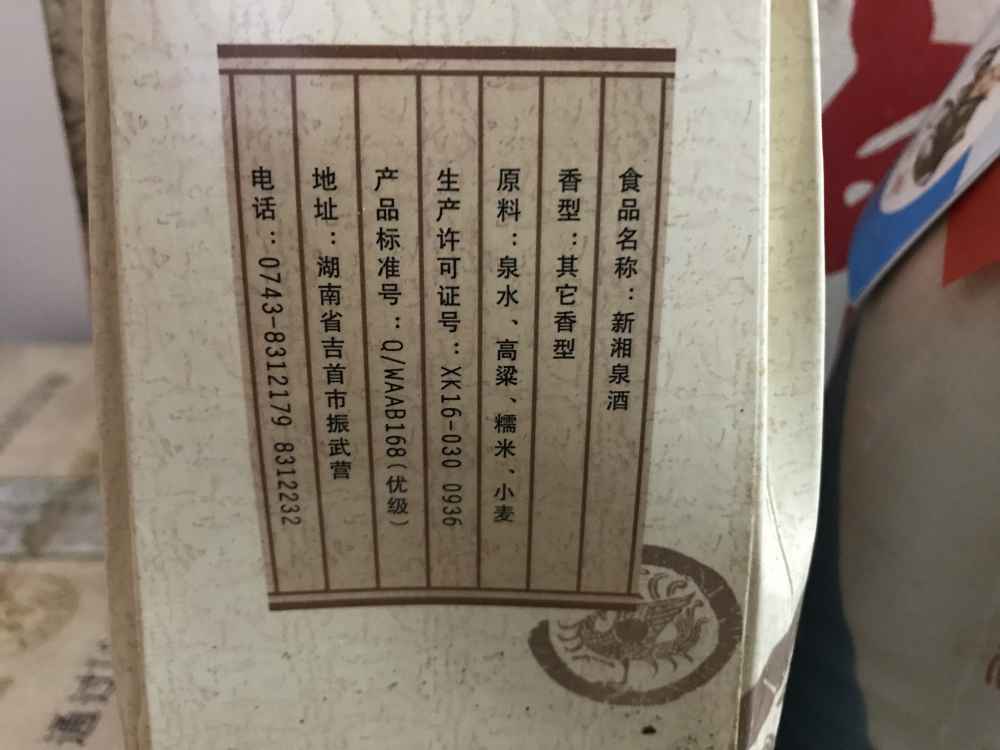 食品名称：新湘泉酒
香型：其它香型
原料：泉水、高粱、糯米、小麦
生产许可证号：XK16-030 0936
产品标准号：Q/WAAB168(优级)
地址：湖南省吉首市振武营
电话：0743-8312179 8312232